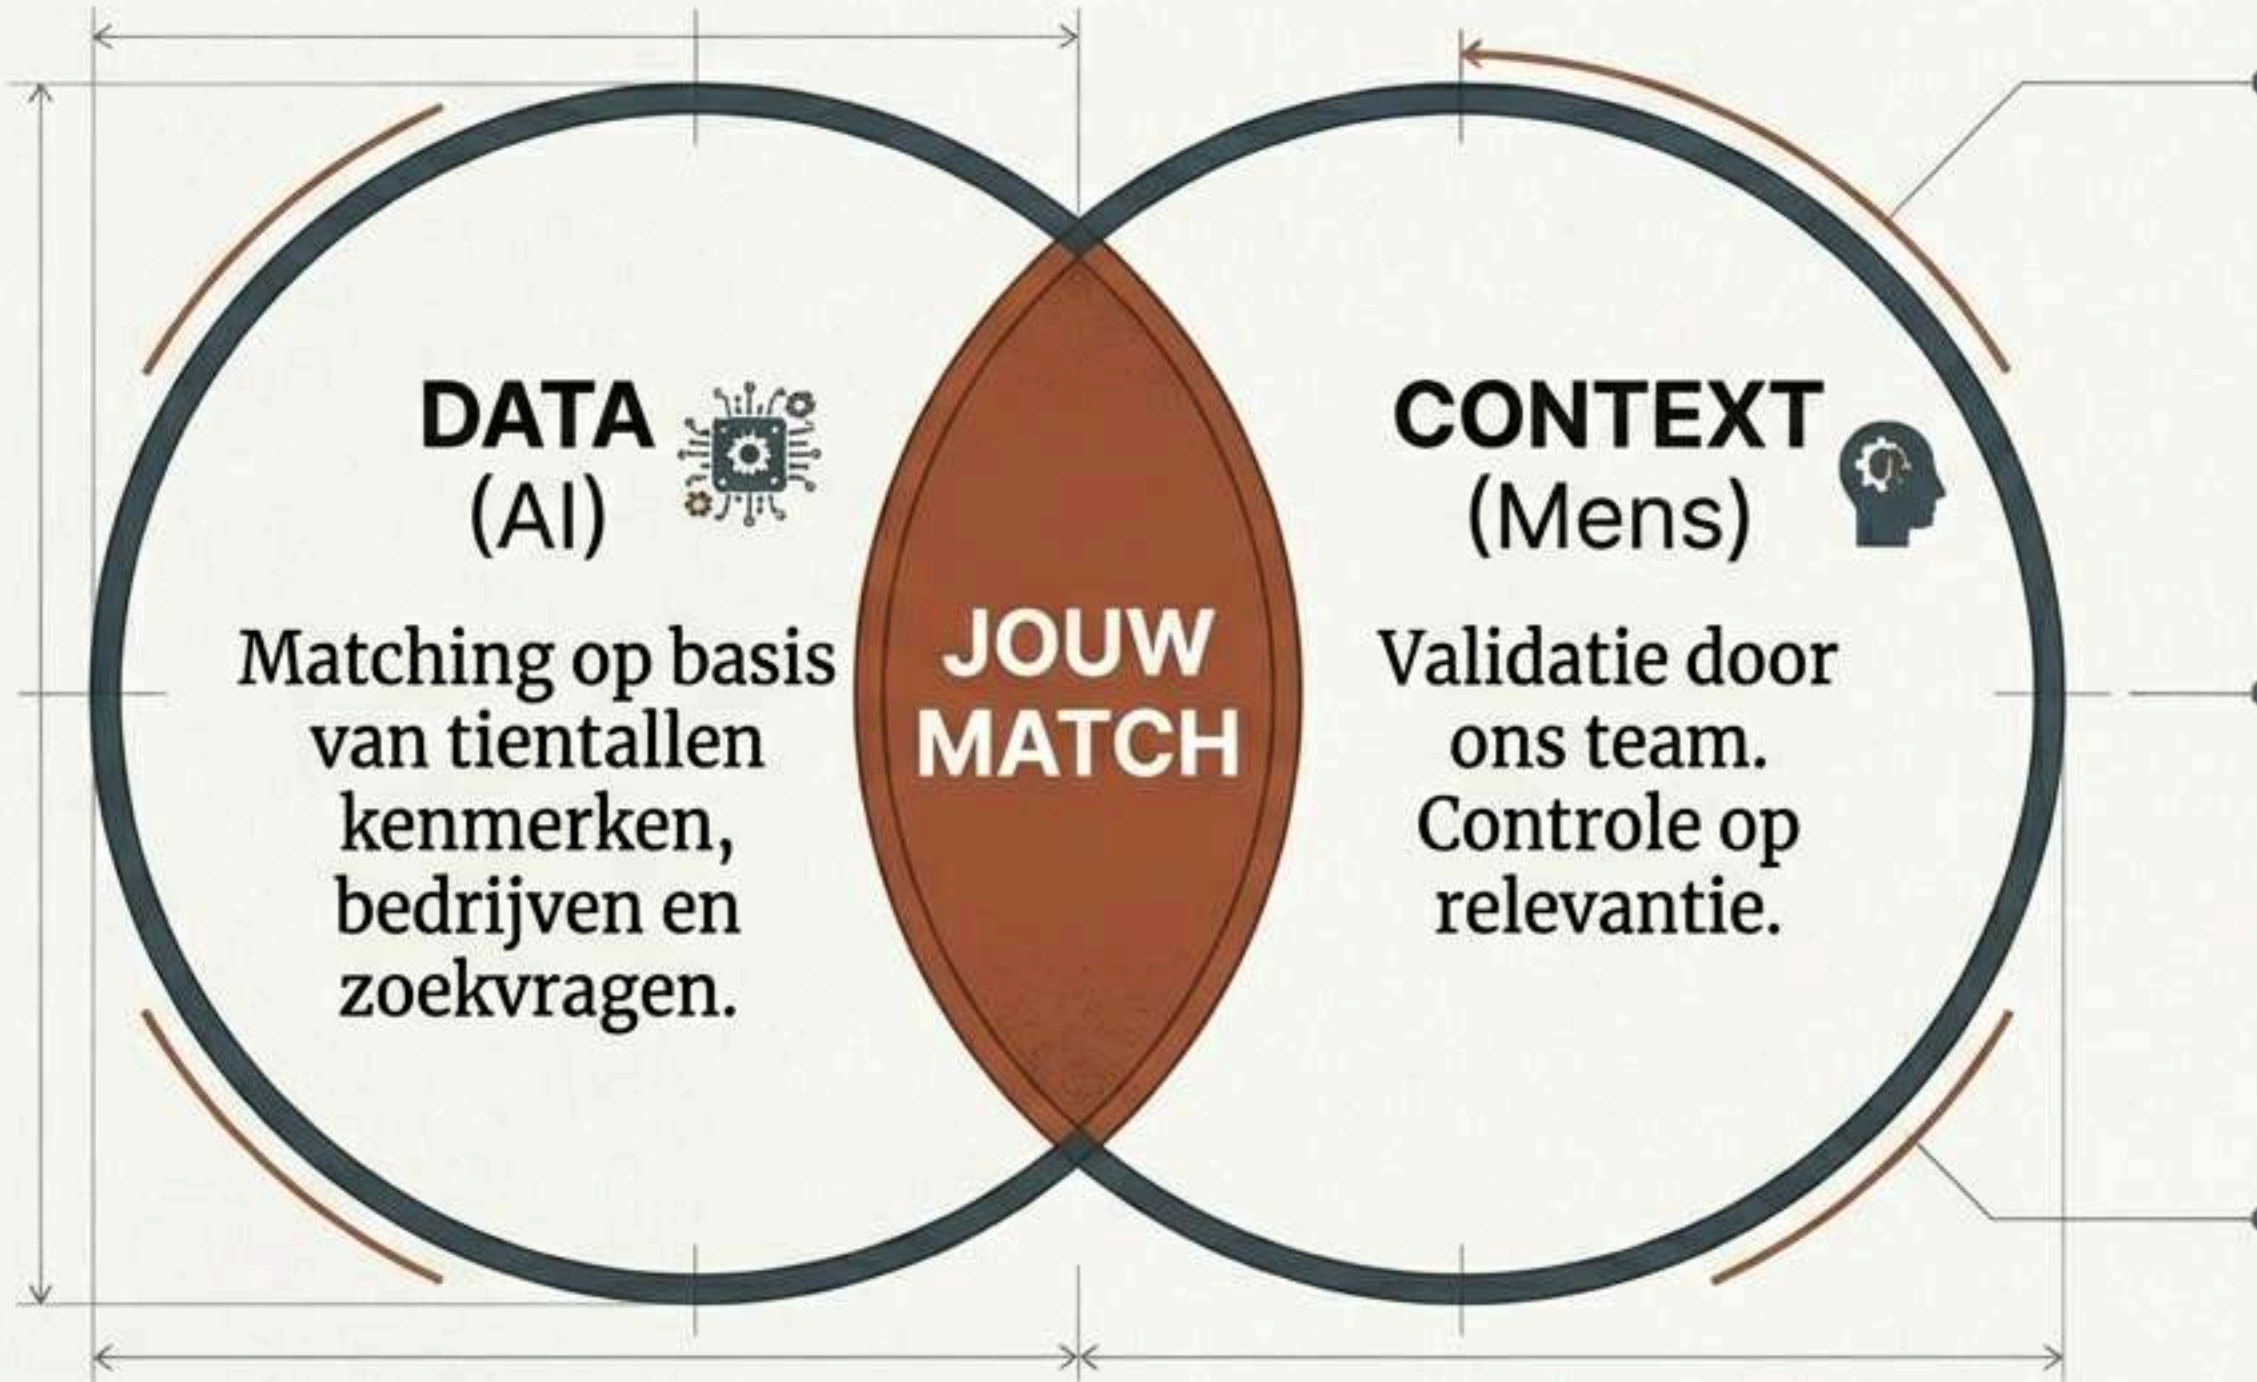 DATA
(AI)
Matching op basis
van tientallen
kenmerken,
bedrijven en
zoekvragen.
JOUW
MATCH
CONTEXT
(Mens)
Validatie door
ons team.
Controle op
relevantie.